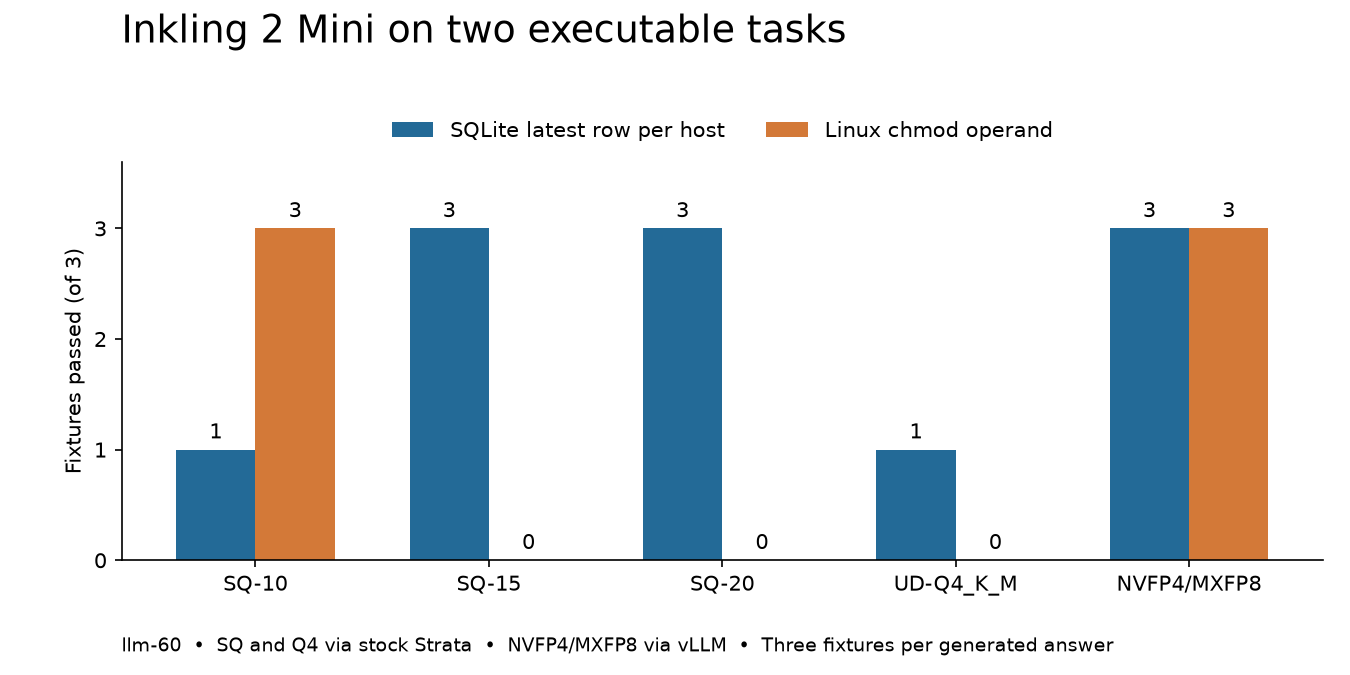 Inkling 2 Mini on two executable tasks
SQLite latest row per host   Linux chmod operand
Fixtures passed (of 3)
3
2
1
0
1 3 3 0 3 0 1 0 3 3
SQ-10 SQ-15 SQ-20 UD-Q4_K_M NVFP4/MXFP8
llm-60 • SQ and Q4 via stock Strata • NVFP4/MXFP8 via vLLM • Three fixtures per generated answer